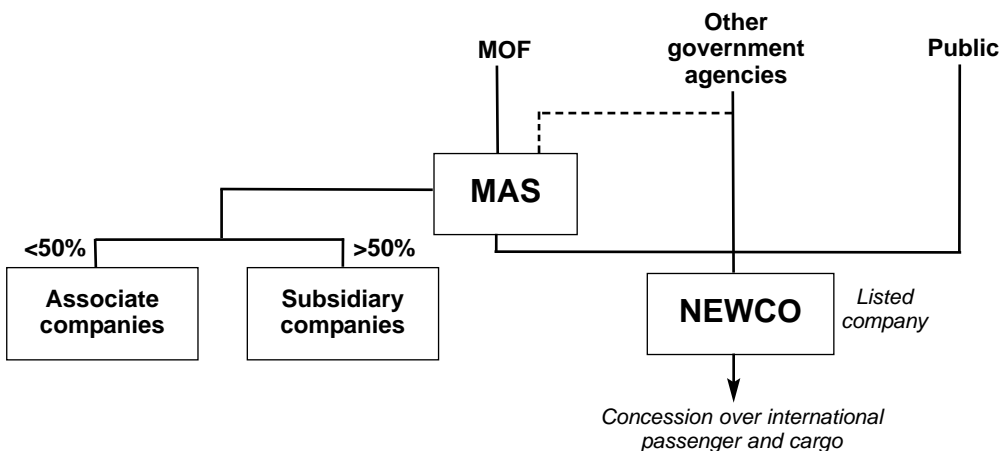 Other
government
agencies
MOF
Public
MAS
<50%
>50%
Associate
companies
Subsidiary
companies
NEWCO
Listed
company
Concession over international
passenger and cargo